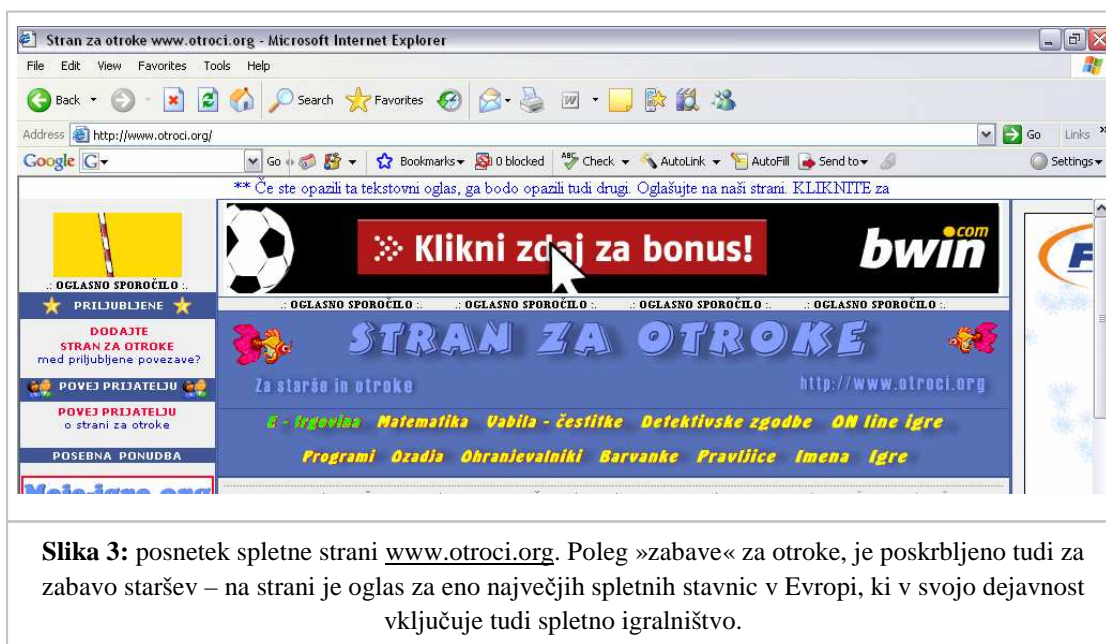 Stran za otroke www.otroci.org - Microsoft Internet Explorer
File Edit View Favorites Tools Help
Back Search Favorites
Address http://www.otroci.org/ Go Links »
Google G Go Bookmarks 0 blocked ABC Check AutoLink AutoFill Send to Settings
** Če ste opazili ta tekstovni oglas, ga bodo opazili tudi drugi. Oglašujte na naši strani. KLIKNITE za
Klikni zdaj za bonus!
bwin.com
.: OGLASNO SPOROČILO :.
.: OGLASNO SPOROČILO :. .: OGLASNO SPOROČILO :. .: OGLASNO SPOROČILO :. .: OGLASNO SPOROČILO :.
PRILJUBLJENE
DODAJTE
STRAN ZA OTROKE
med priljubljene povezave?
POVEJ PRIJATELJU
POVEJ PRIJATELJU
o strani za otroke
POSEBNA PONUDBA
Moje-igre.org
STRAN ZA OTROKE
Za starše in otroke http://www.otroci.org
E - trgovina Matematika Vabila - čestitke Detektivske zgodbe ON line igre
Programi Ozadja Ohranjevalniki Barvanke Pravljice Imena Igre
Slika 3: posnetek spletne strani www.otroci.org. Poleg »zabave« za otroke, je poskrbljeno tudi za
zabavo staršev – na strani je oglas za eno največjih spletnih stavnic v Evropi, ki v svojo dejavnost
vključuje tudi spletno igralništvo.